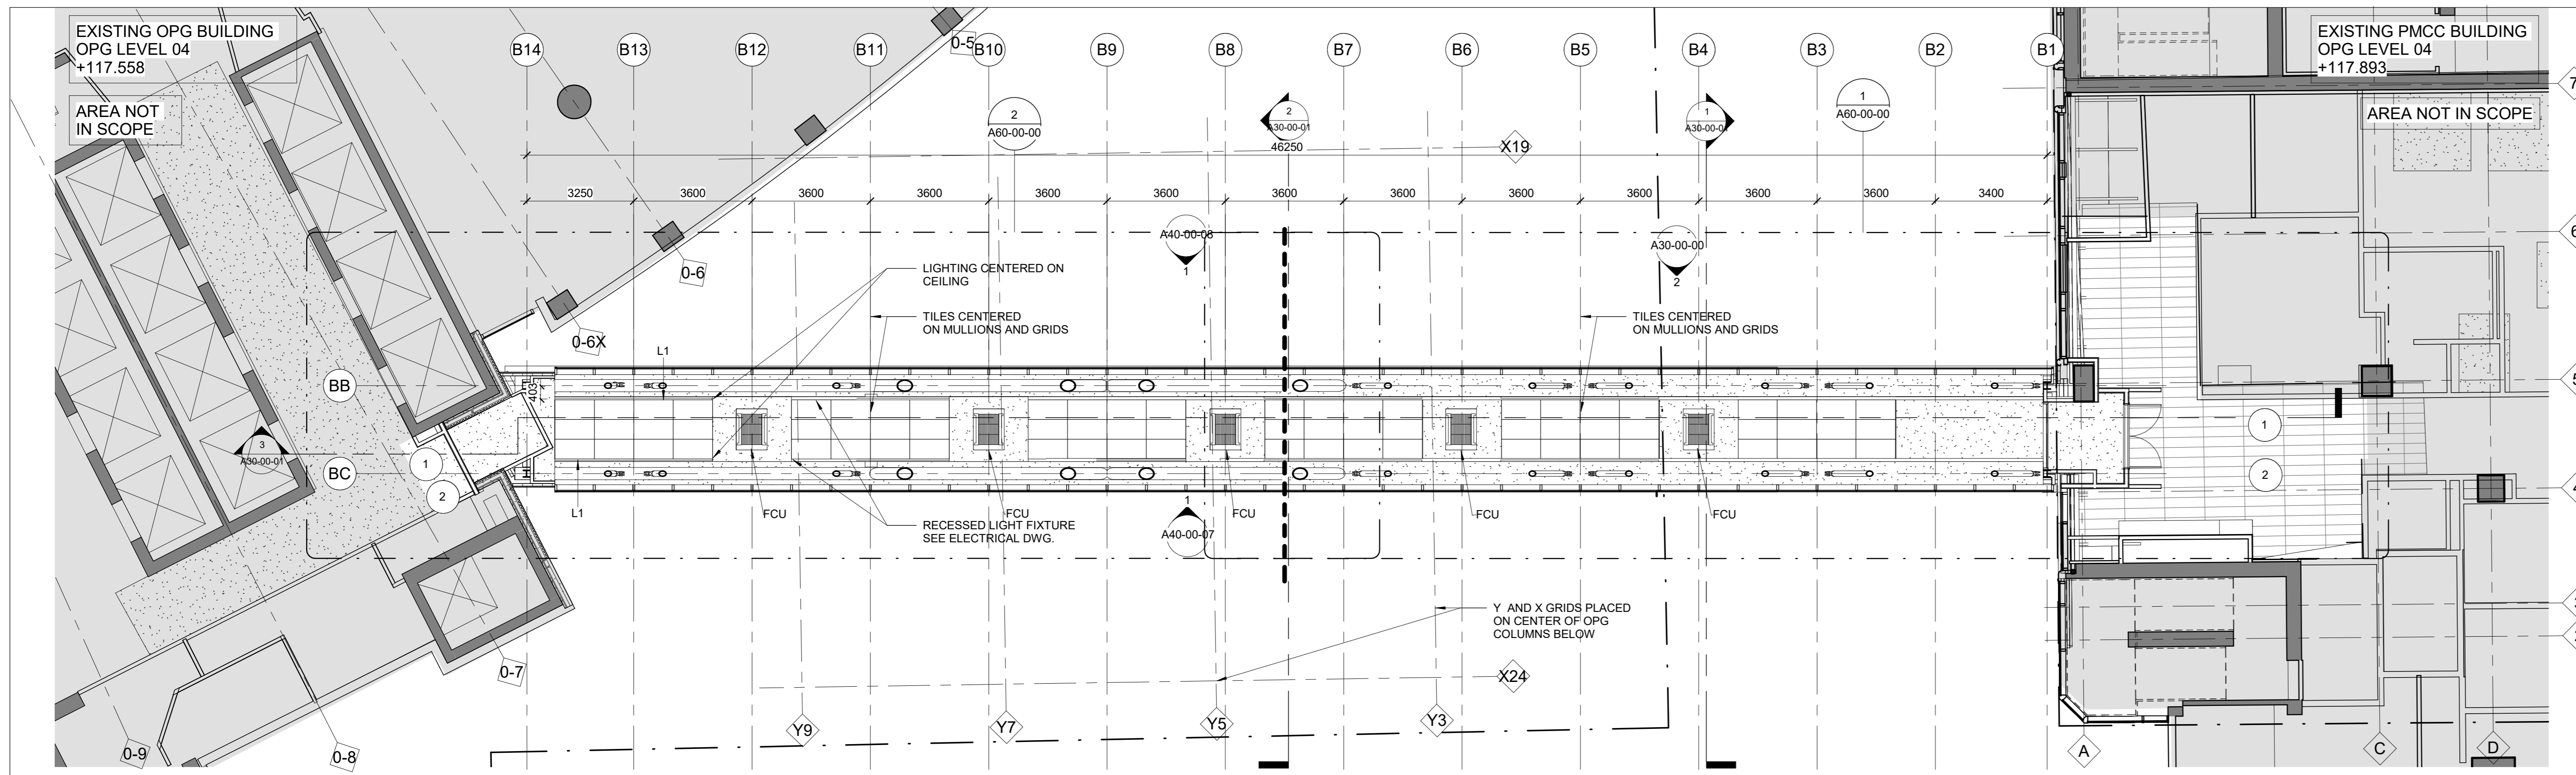 EXISTING OPG BUILDING
OPG LEVEL 04
+117.558
AREA NOT
IN SCOPE
B14
B13
B12
B11
0-5
B10
B9
B8
B7
B6
B5
B4
B3
B2
B1
EXISTING PMCC BUILDING
OPG LEVEL 04
+117.893
AREA NOT IN SCOPE
7
2
A60-00-00
2
A30-00-01
1
A30-00-01
1
A60-00-00
46250
X19
3250
3600
3600
3600
3600
3600
3600
3600
3600
3600
3600
3600
3400
A40-00-08
1
A30-00-00
2
6
0-6
LIGHTING CENTERED ON
CEILING
TILES CENTERED
ON MULLIONS AND GRIDS
TILES CENTERED
ON MULLIONS AND GRIDS
0-6X
L1
BB
403
5
3
A30-00-01
1
2
BC
1
2
4
L1
FCU
FCU
FCU
FCU
FCU
RECESSED LIGHT FIXTURE
SEE ELECTRICAL DWG.
1
A40-00-07
Y AND X GRIDS PLACED
ON CENTER OF OPG
COLUMNS BELOW
0-7
X24
Y9
Y7
Y5
Y3
0-9
0-8
A
C
D